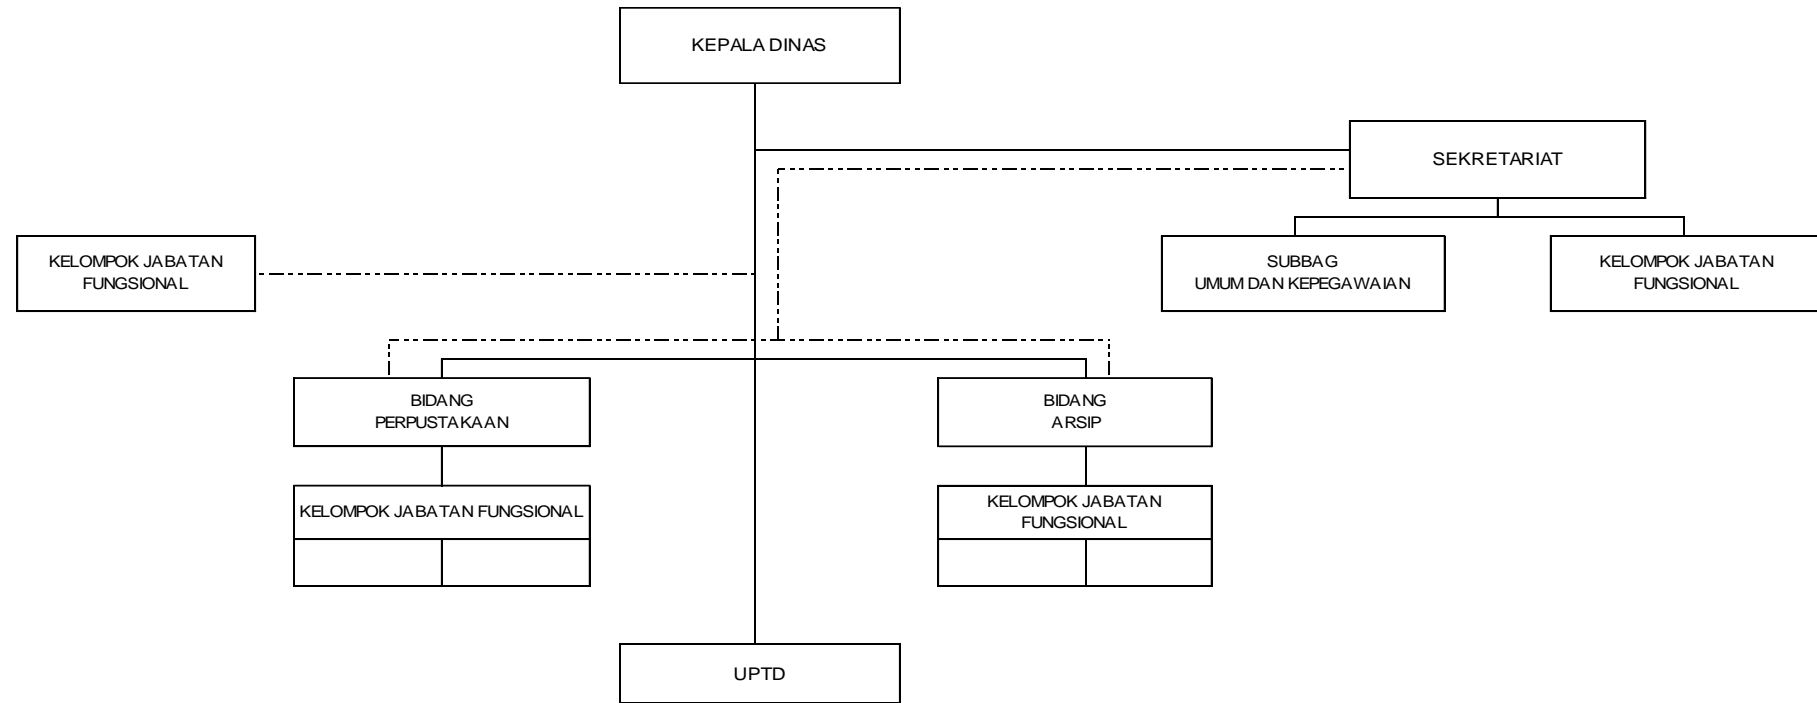 KEPALA DINAS
SEKRETARIAT
KELOMPOK JABATAN
FUNGSIONAL
SUBBAG
UMUM DAN KEPEGAWAIAN
KELOMPOK JABATAN
FUNGSIONAL
BIDANG
PERPUSTAKAAN
BIDANG
ARSIP
KELOMPOK JABATAN FUNGSIONAL
KELOMPOK JABATAN
FUNGSIONAL
UPTD